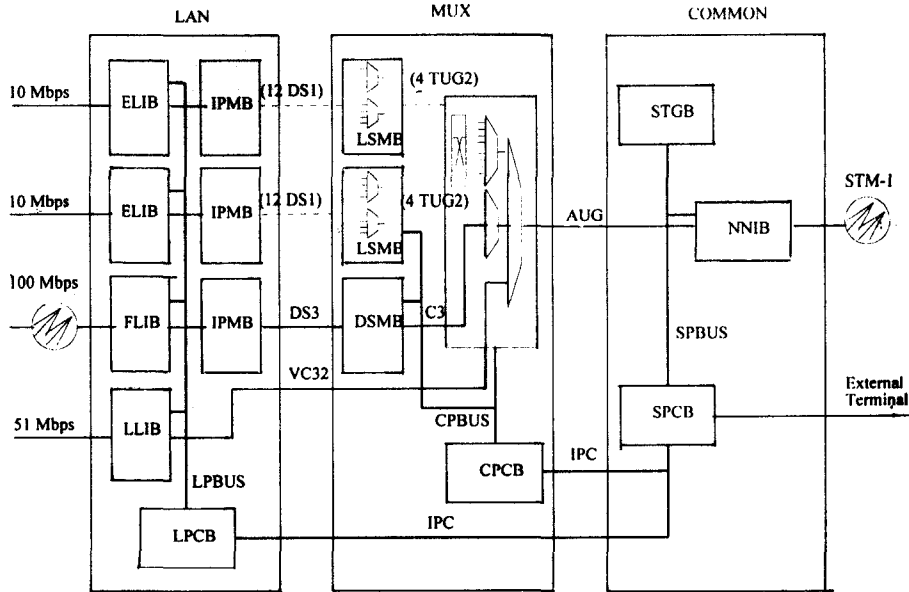 LAN
MUX
COMMON
10 Mbps
ELIB
IPMB
(12 DS1)
LSMB
(4 TUG2)
STGB
10 Mbps
ELIB
IPMB
(12 DS1)
LSMB
(4 TUG2)
AUG
NNIB
STM-1
100 Mbps
FLIB
IPMB
DS3
DSMB
C3
SPBUS
VC32
51 Mbps
LLIB
CPBUS
SPCB
External
Terminal
LPBUS
CPCB
IPC
LPCB
IPC